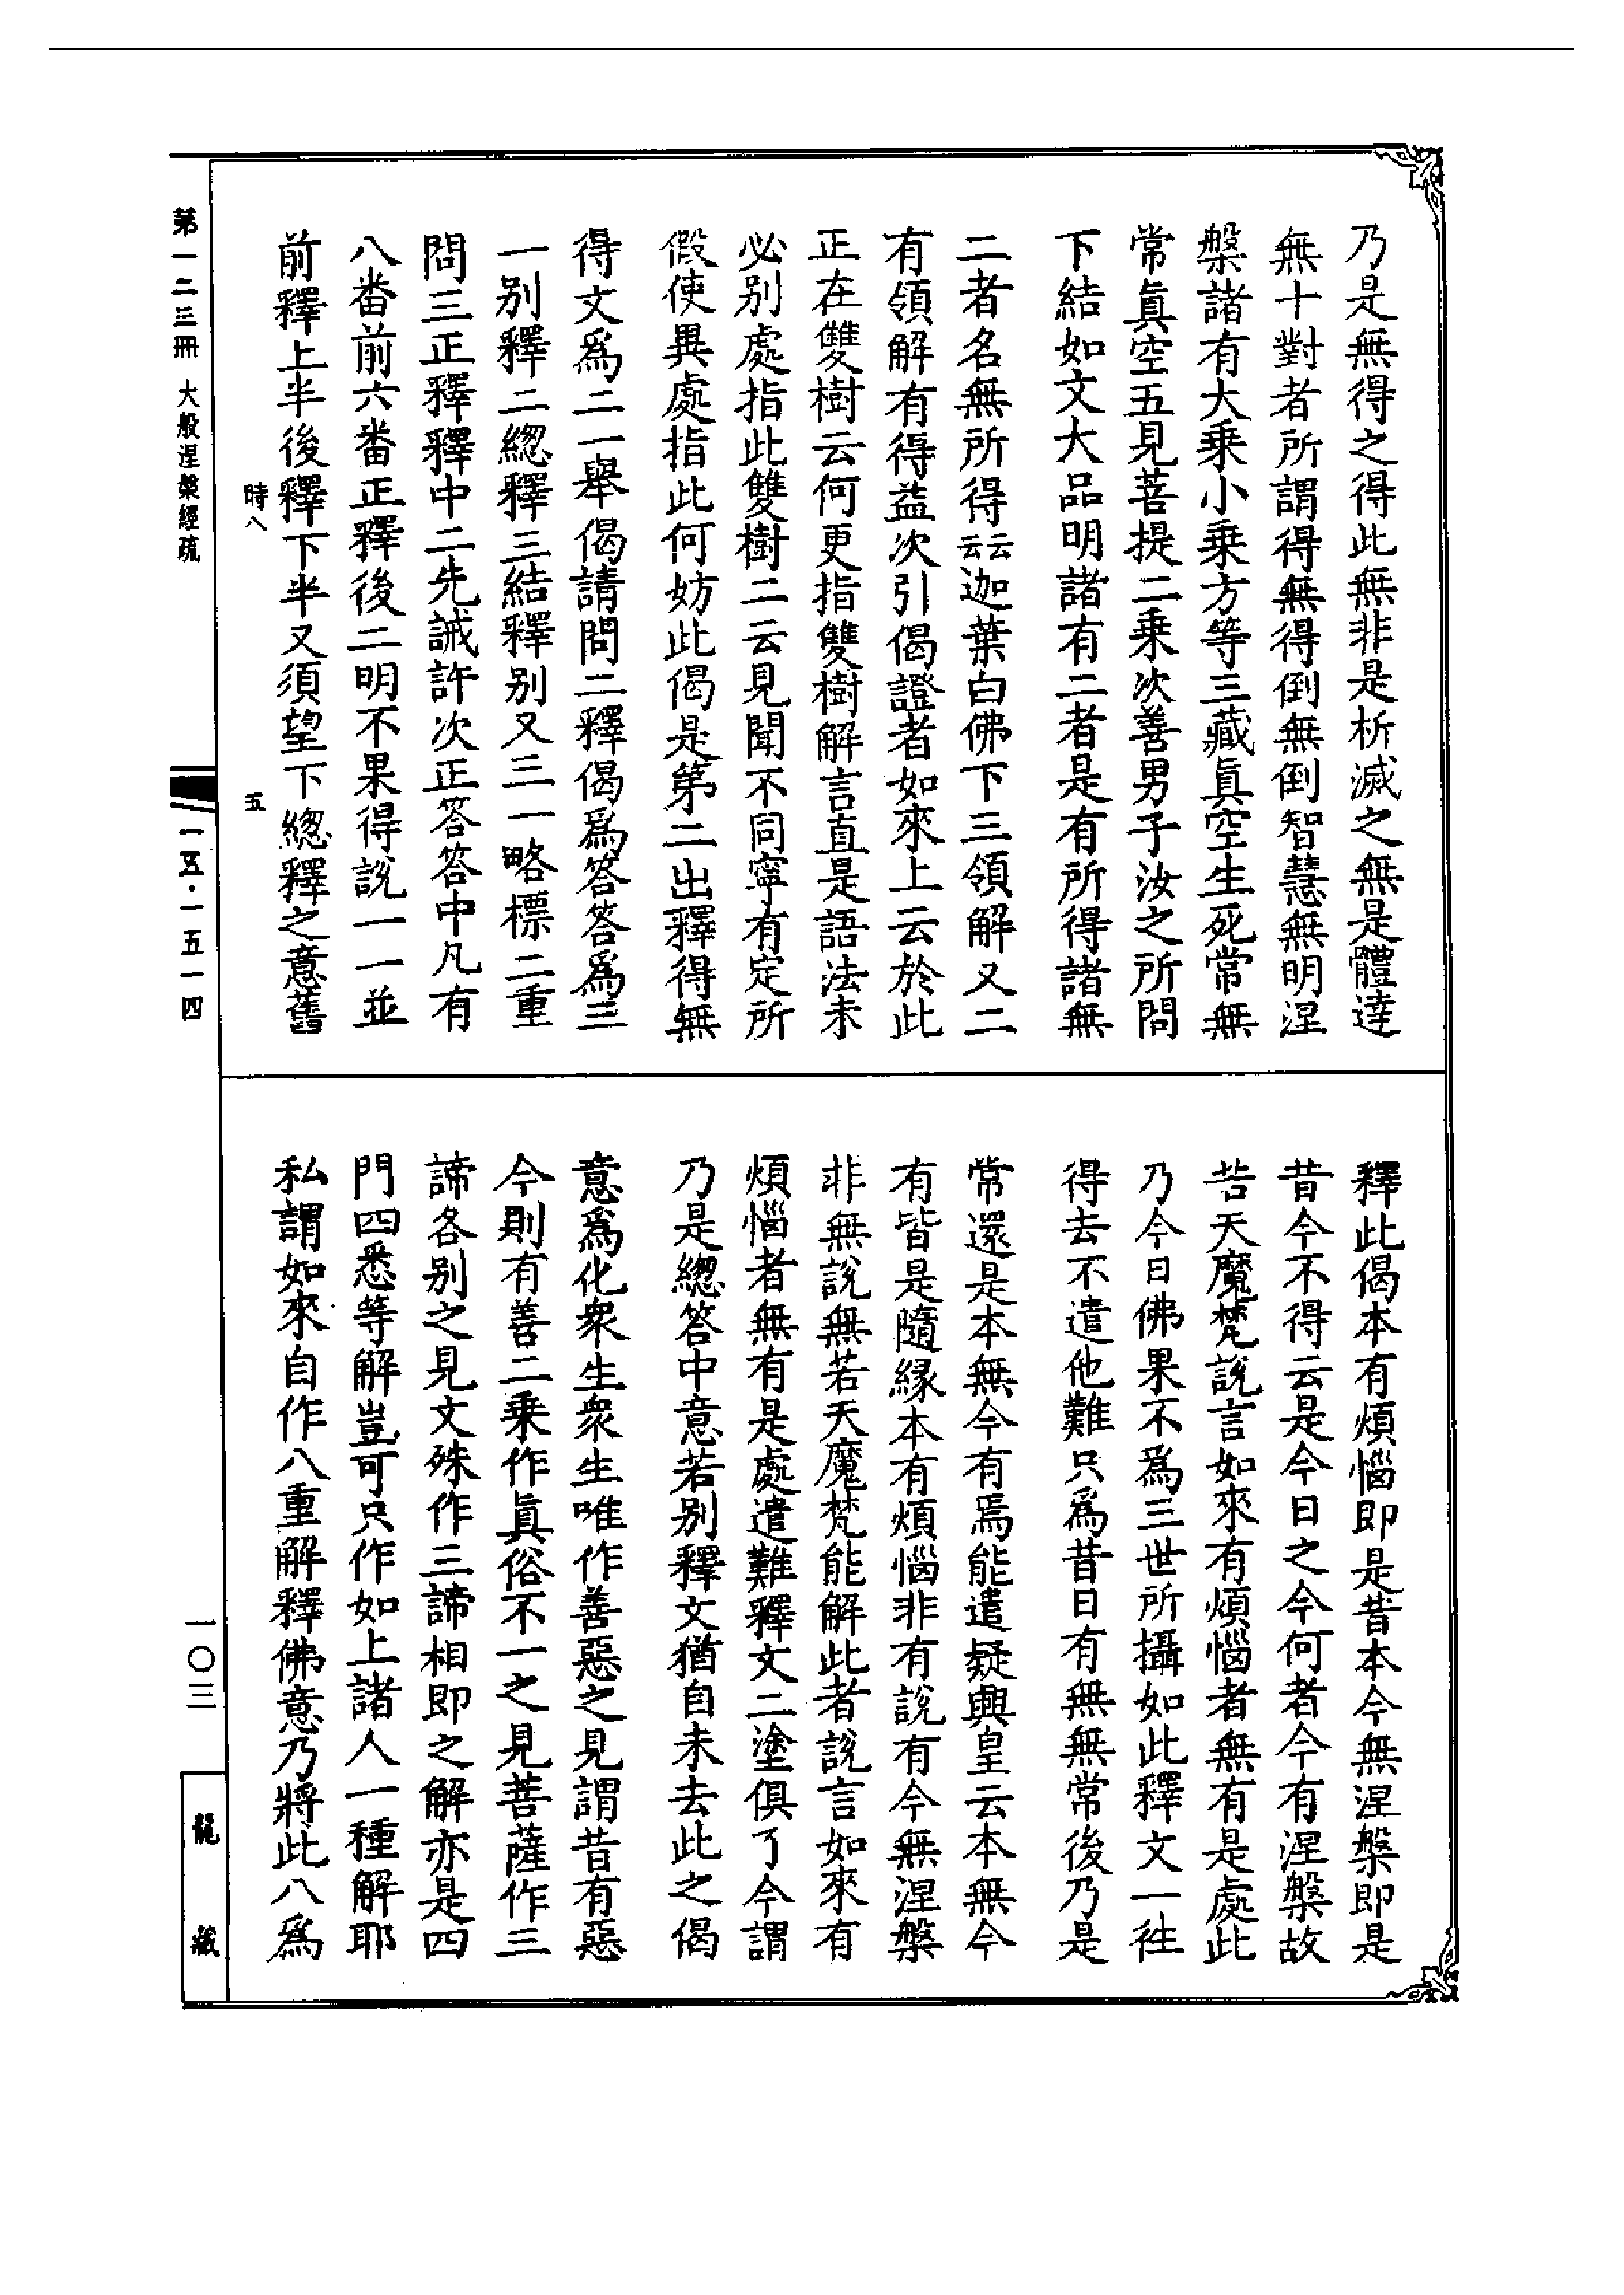 乃是無得之得此無非是析滅之無是體達
無十對者所謂得無得倒無倒智慧無明涅
槃諸有大乗小乗方等三藏眞空生死常無
常眞空五見菩提二乗次善男子汝之所問
下結如文大品明諸有二者是有所得諸無
二者名無所得云云迦葉白佛下三領解又二
有領解有得益次引偈證者如來上云於此
正在雙樹云何更指雙樹解言直是語法未
必別處指此雙樹二云見聞不同寧有定所
假使異處指此何妨此偈是第二出釋得無
得文爲二一舉偈請問二釋偈爲答答爲三
一別釋二緫釋三結釋別又三一略標二重
問三正釋釋中二先誡許次正答答中凡有
八番前六番正釋後二明不果得說一一並
前釋上半後釋下半又須望下緫釋之意舊
釋此偈本有煩惱即是昔本今無涅槃即是
昔今不得云是今日之今何者今有涅槃故
若天魔梵說言如來有煩惱者無有是處此
乃今日佛果不爲三世所攝如此釋文一往
得去不遣他難只爲昔日有無無常後乃是
常還是本無今有焉能遣疑興皇云本無今
有皆是隨緣本有煩惱非有說有今無涅槃
非無說無若天魔梵能解此者說言如來有
煩惱者無有是處遣難釋文二塗俱了今謂
乃是緫答中意若別釋文猶自未去此之偈
意爲化衆生衆生唯作善惡之見謂昔有惡
今則有善二乗作眞俗不一之見菩薩作三
諦各別之見文殊作三諦相即之解亦是四
門四悉等解豈可只作如上諸人一種解耶
私謂如來自作八重解釋佛意乃將此八爲
時八
五
第一二三冊 大般涅槃經疏
一五·一五一四
一〇三
龍藏